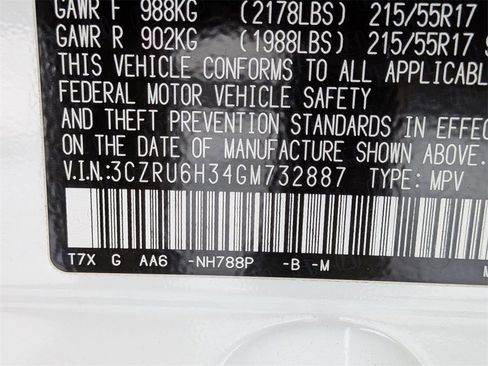 GAWR F 988KG (2178LBS) 215/55R17
GAWR R 902KG (1988LBS) 215/55R17
THIS VEHICLE CONFORMS TO ALL APPLICABLE
FEDERAL MOTOR VEHICLE SAFETY
AND THEFT PREVENTION STANDARDS IN EFFEC
ON THE DATE OF MANUFACTURE SHOWN ABOVE.
V.I.N.:3CZRU6H34GM732887 TYPE: MPV
T7X G AA6 -NH788P -B -M